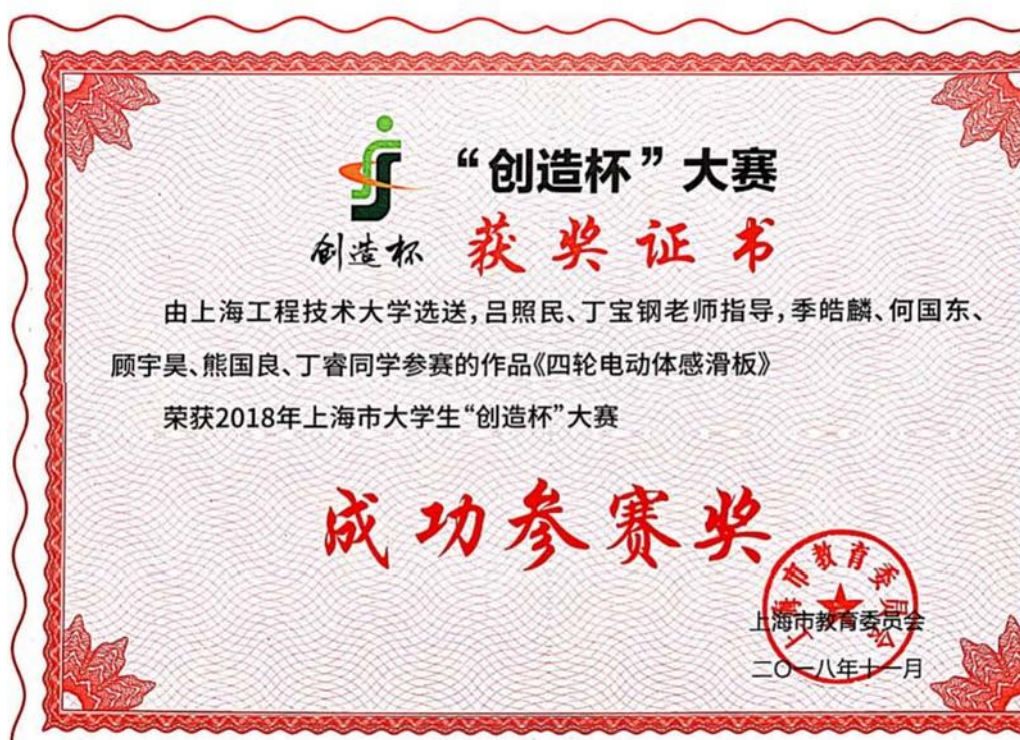 “创造杯”大赛
创造杯
获奖证书
由上海工程技术大学选送,吕照民、丁宝钢老师指导,季皓麟、何国东、
顾宇昊、熊国良、丁睿同学参赛的作品《四轮电动体感滑板》
荣获2018年上海市大学生“创造杯”大赛
成功参赛奖
上海市教育委员会
上海市教育委员会
二〇一八年十一月